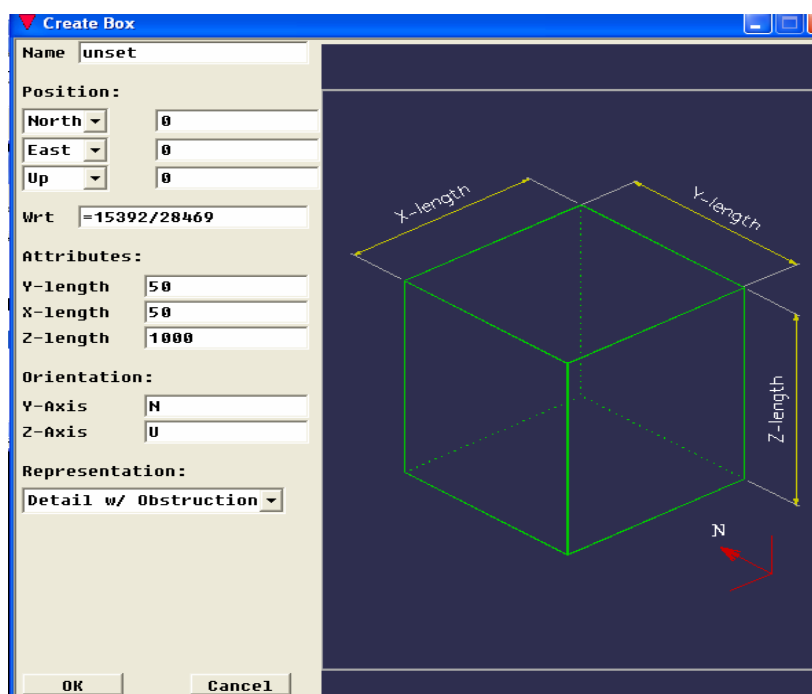 Create Box
Name unset
Position:
North 0
East 0
Up 0
Wrt =15392/28469
Attributes:
Y-length 50
X-length 50
Z-length 1000
Orientation:
Y-Axis N
Z-Axis U
Representation:
Detail w/ Obstruction
OK Cancel
X-length
Y-length
Z-length
N